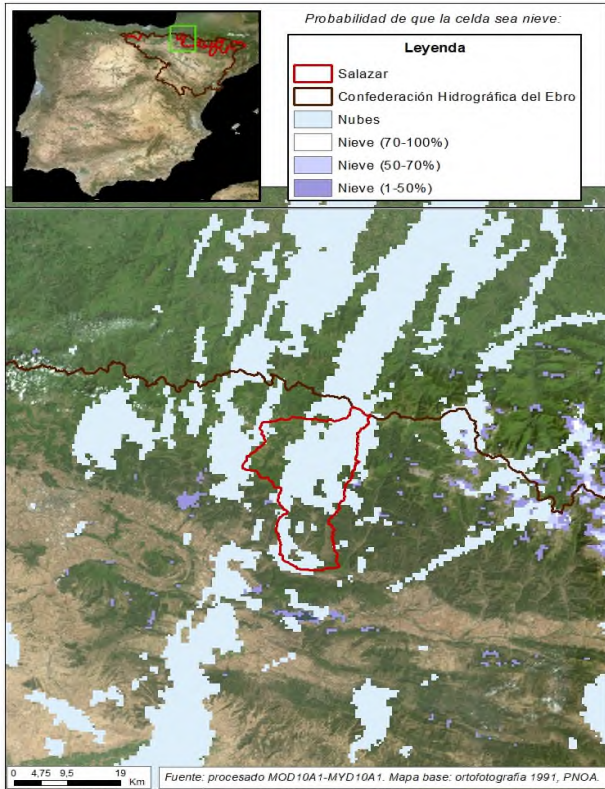 Probabilidad de que la celda sea nieve:
Leyenda
Salazar
Confederación Hidrográfica del Ebro
Nubes
Nieve (70-100%)
Nieve (50-70%)
Nieve (1-50%)
0 4,75 9,5 19
Km
Fuente: procesado MOD10A1-MYD10A1. Mapa base: ortofotografía 1991, PNOA.